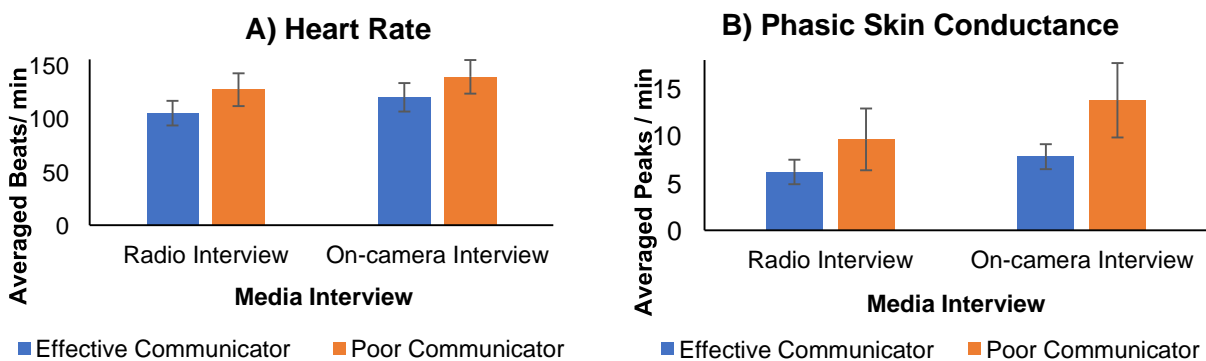 A) Heart Rate
Averaged Beats/ min
150
100
50
0
Radio Interview On-camera Interview
Media Interview
Effective Communicator Poor Communicator
B) Phasic Skin Conductance
Averaged Peaks / min
15
10
5
0
Radio Interview On-camera Interview
Media Interview
Effective Communicator Poor Communicator